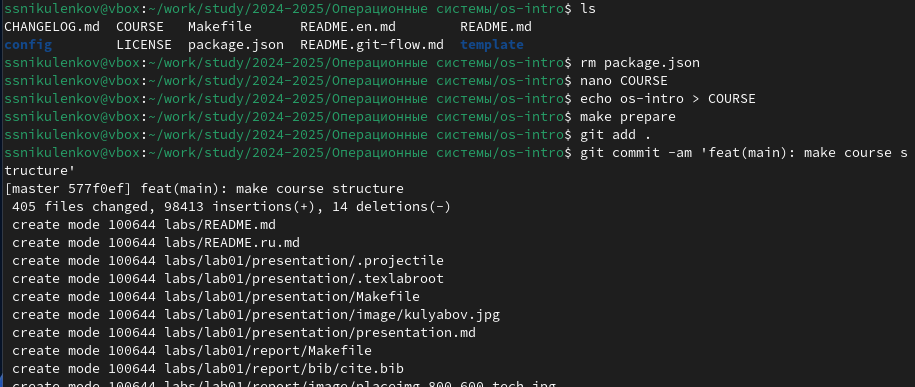 ssnikulenkov@vbox:~/work/study/2024-2025/Операционные системы/os-intro$ ls
CHANGELOG.md  COURSE   Makefile      README.en.md        README.md
config        LICENSE  package.json  README.git-flow.md  template
ssnikulenkov@vbox:~/work/study/2024-2025/Операционные системы/os-intro$ rm package.json
ssnikulenkov@vbox:~/work/study/2024-2025/Операционные системы/os-intro$ nano COURSE
ssnikulenkov@vbox:~/work/study/2024-2025/Операционные системы/os-intro$ echo os-intro > COURSE
ssnikulenkov@vbox:~/work/study/2024-2025/Операционные системы/os-intro$ make prepare
ssnikulenkov@vbox:~/work/study/2024-2025/Операционные системы/os-intro$ git add .
ssnikulenkov@vbox:~/work/study/2024-2025/Операционные системы/os-intro$ git commit -am 'feat(main): make course s
tructure'
[master 577f0ef] feat(main): make course structure
 405 files changed, 98413 insertions(+), 14 deletions(-)
 create mode 100644 labs/README.md
 create mode 100644 labs/README.ru.md
 create mode 100644 labs/lab01/presentation/.projectile
 create mode 100644 labs/lab01/presentation/.texlabroot
 create mode 100644 labs/lab01/presentation/Makefile
 create mode 100644 labs/lab01/presentation/image/kulyabov.jpg
 create mode 100644 labs/lab01/presentation/presentation.md
 create mode 100644 labs/lab01/report/Makefile
 create mode 100644 labs/lab01/report/bib/cite.bib
 create mode 100644 labs/lab01/report/image/placeimg_800_600_tech.jpg